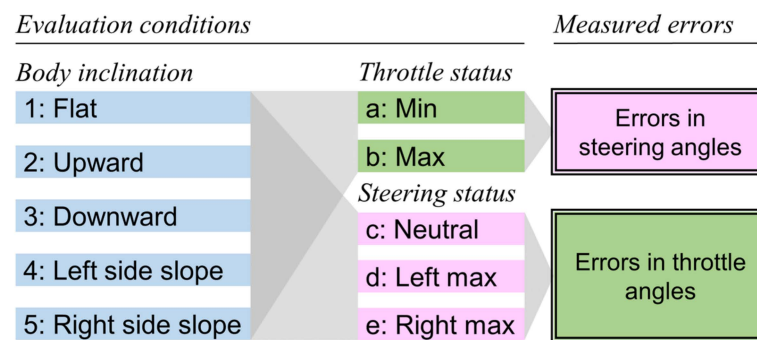 Evaluation conditions
Measured errors
Body inclination
1: Flat
2: Upward
3: Downward
4: Left side slope
5: Right side slope
Throttle status
a: Min
b: Max
Steering status
c: Neutral
d: Left max
e: Right max
Errors in
steering angles
Errors in throttle
angles